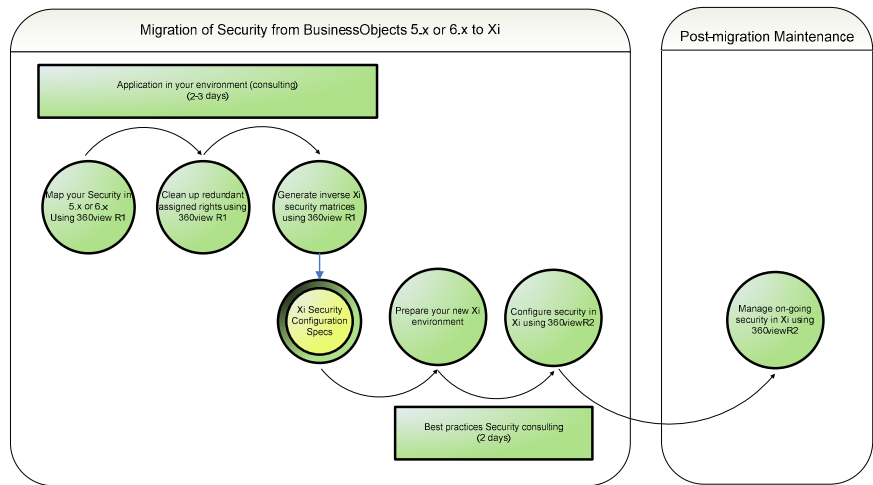 Migration of Security from BusinessObjects 5.x or 6.x to Xi
Post-migration Maintenance
Application in your environment (consulting)
(2-3 days)
Map your Security in
5.x or 6.x
Using 360view R1
Clean up redundant
assigned rights using
360view R1
Generate inverse Xi
security matrices
using 360view R1
Xi Security
Configuration
Specs
Prepare your new Xi
environment
Configure security in
Xi using 360viewR2
Manage on-going
security in Xi using
360viewR2
Best practices Security consulting
(2 days)